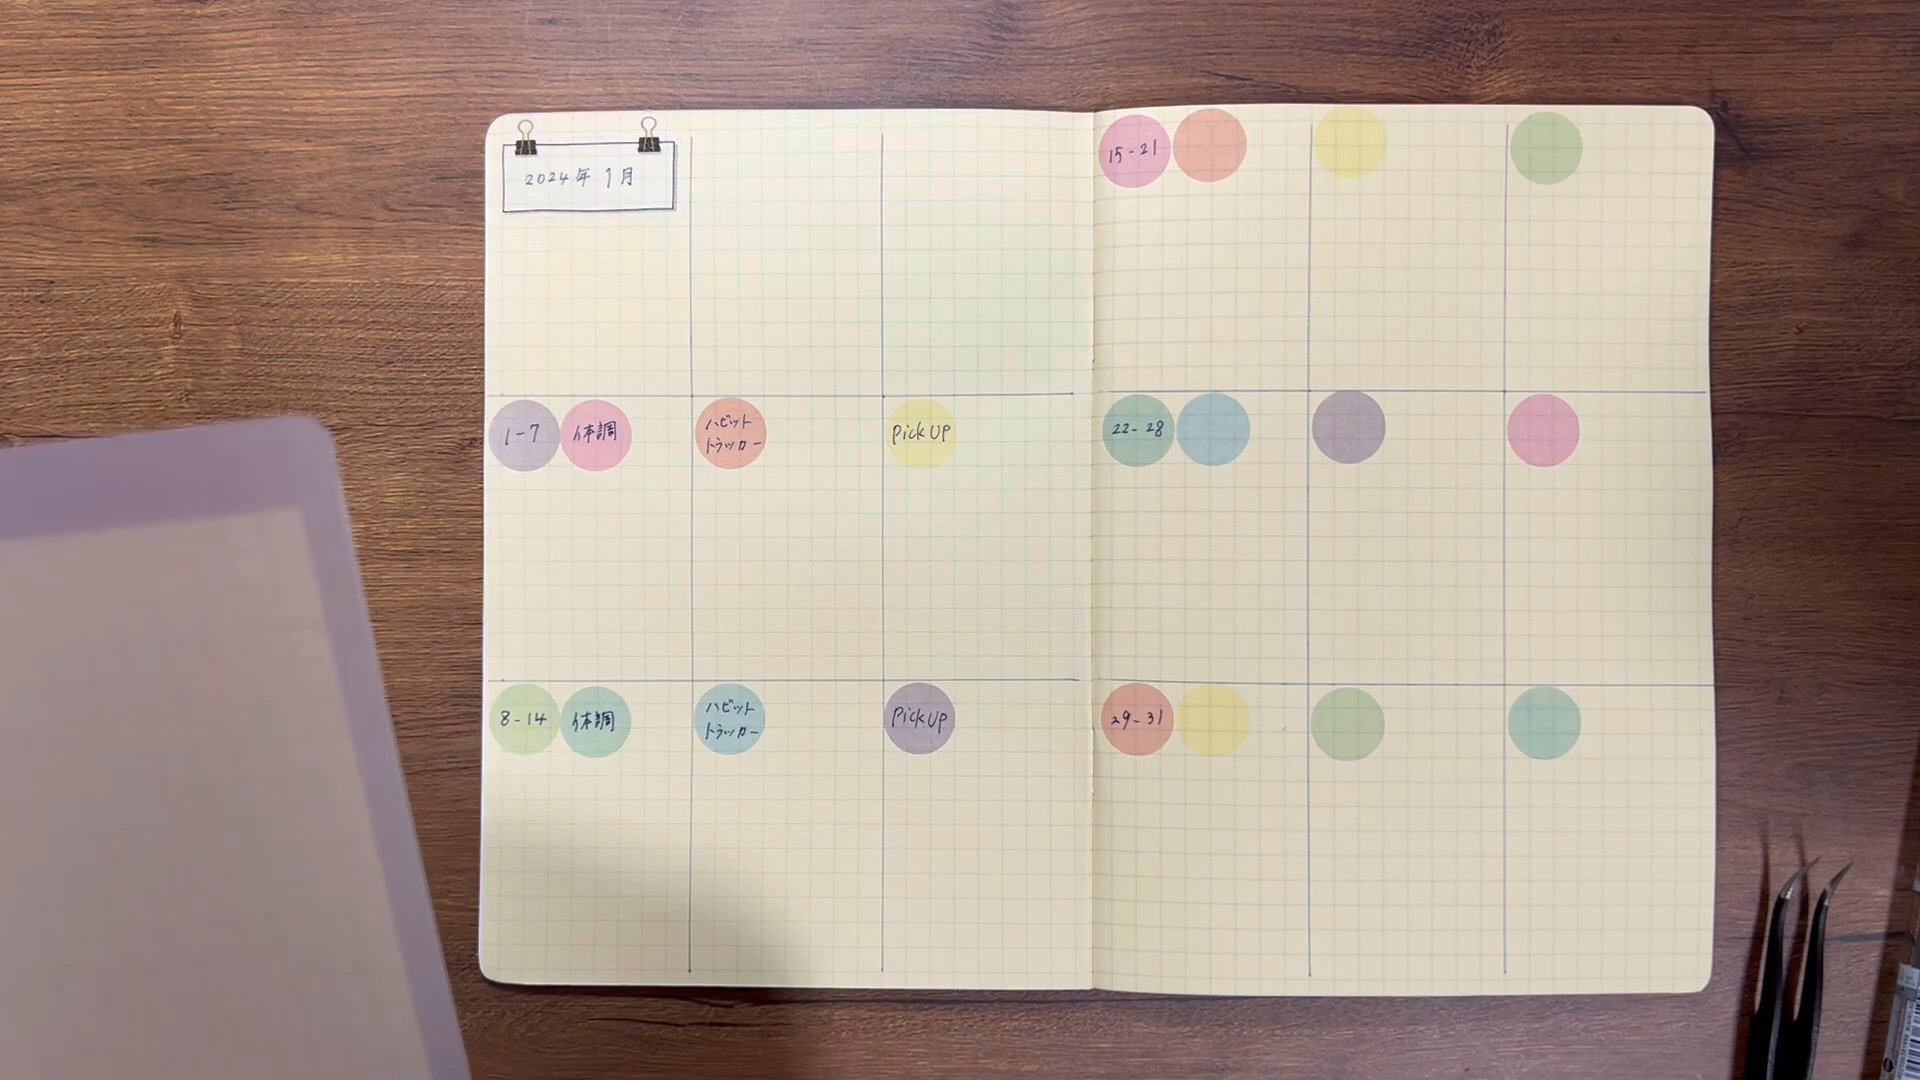 2024年 1月
1-7
体調
ハビット
トラッカー
Pick UP
8-14
体調
ハビット
トラッカー
Pick UP
15-21
22-28
29-31